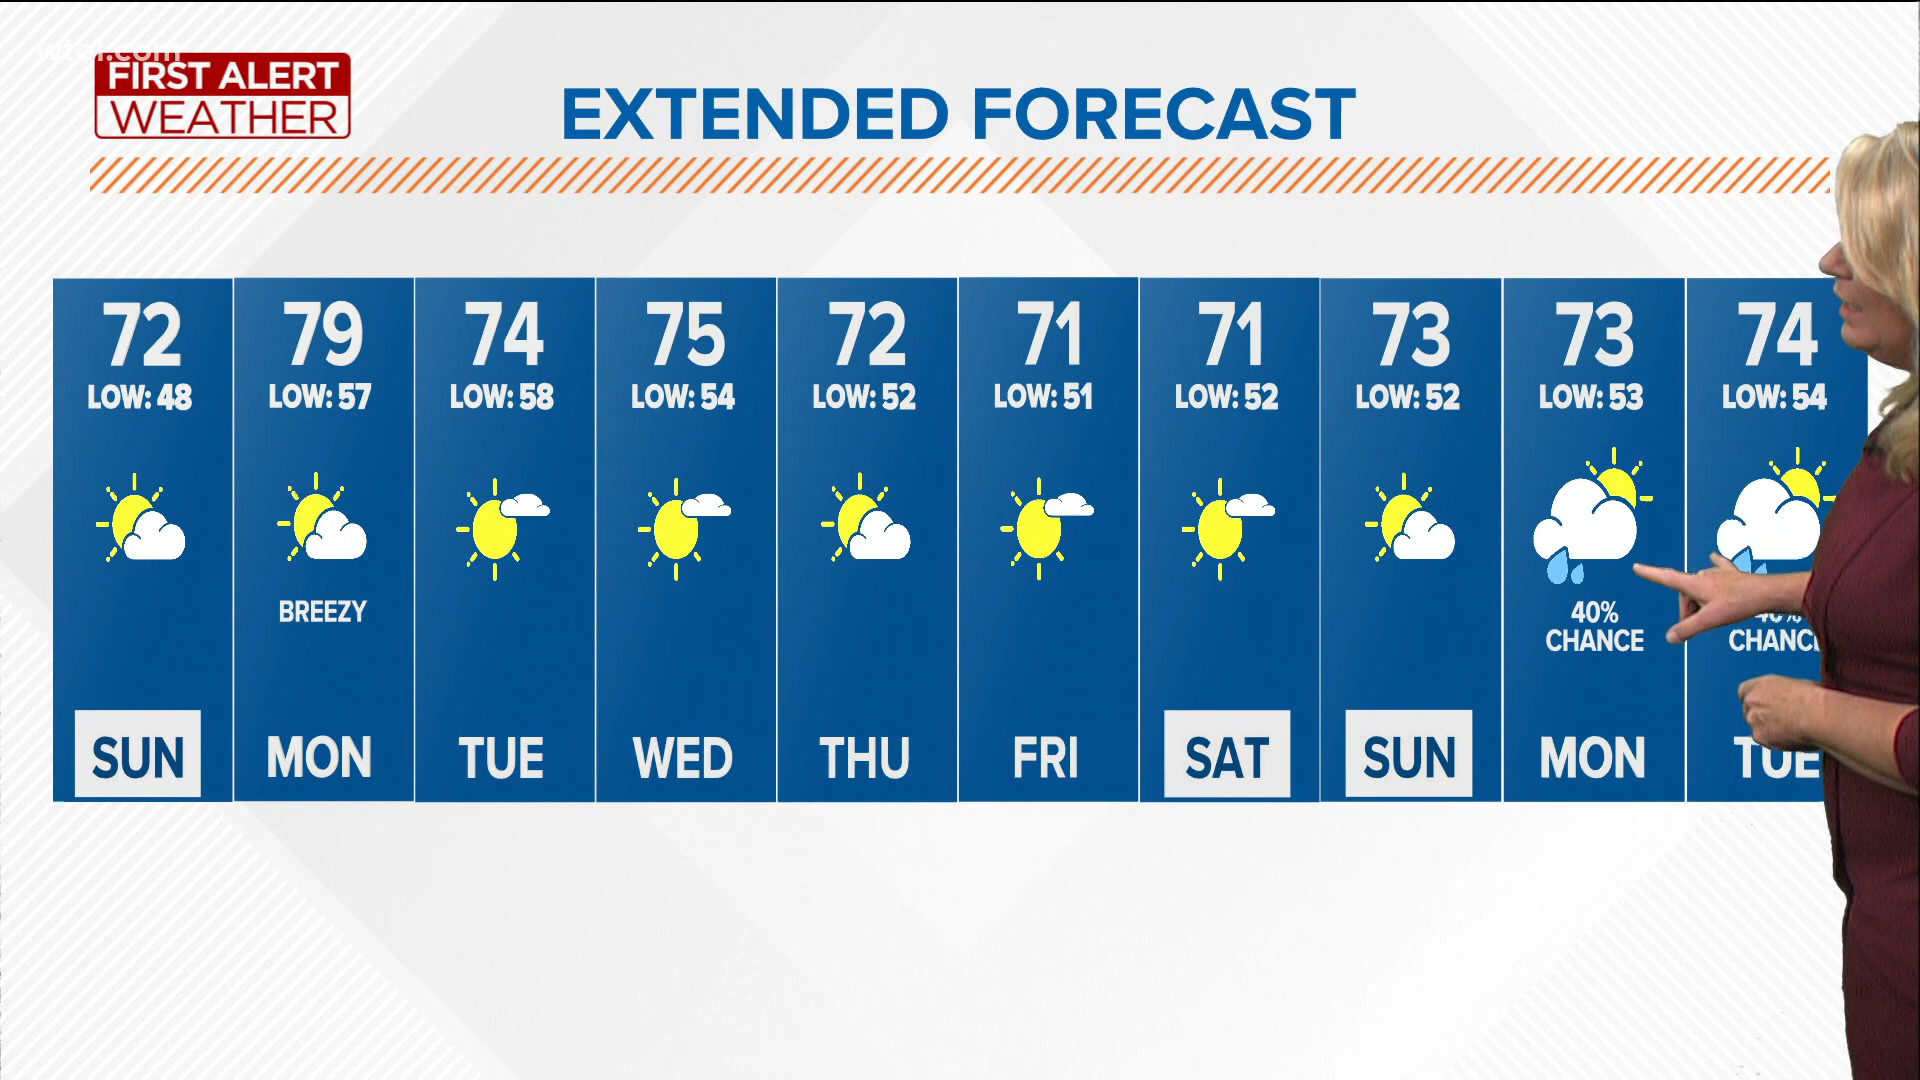 FIRST ALERT
WEATHER
EXTENDED FORECAST
72 79 74 75 72 71 71 73 73 74
LOW: 48 LOW: 57 LOW: 58 LOW: 54 LOW: 52 LOW: 51 LOW: 52 LOW: 52 LOW: 53 LOW: 54
BREEZY 40%
CHANCE
SUN MON TUE WED THU FRI SAT SUN MON TUE